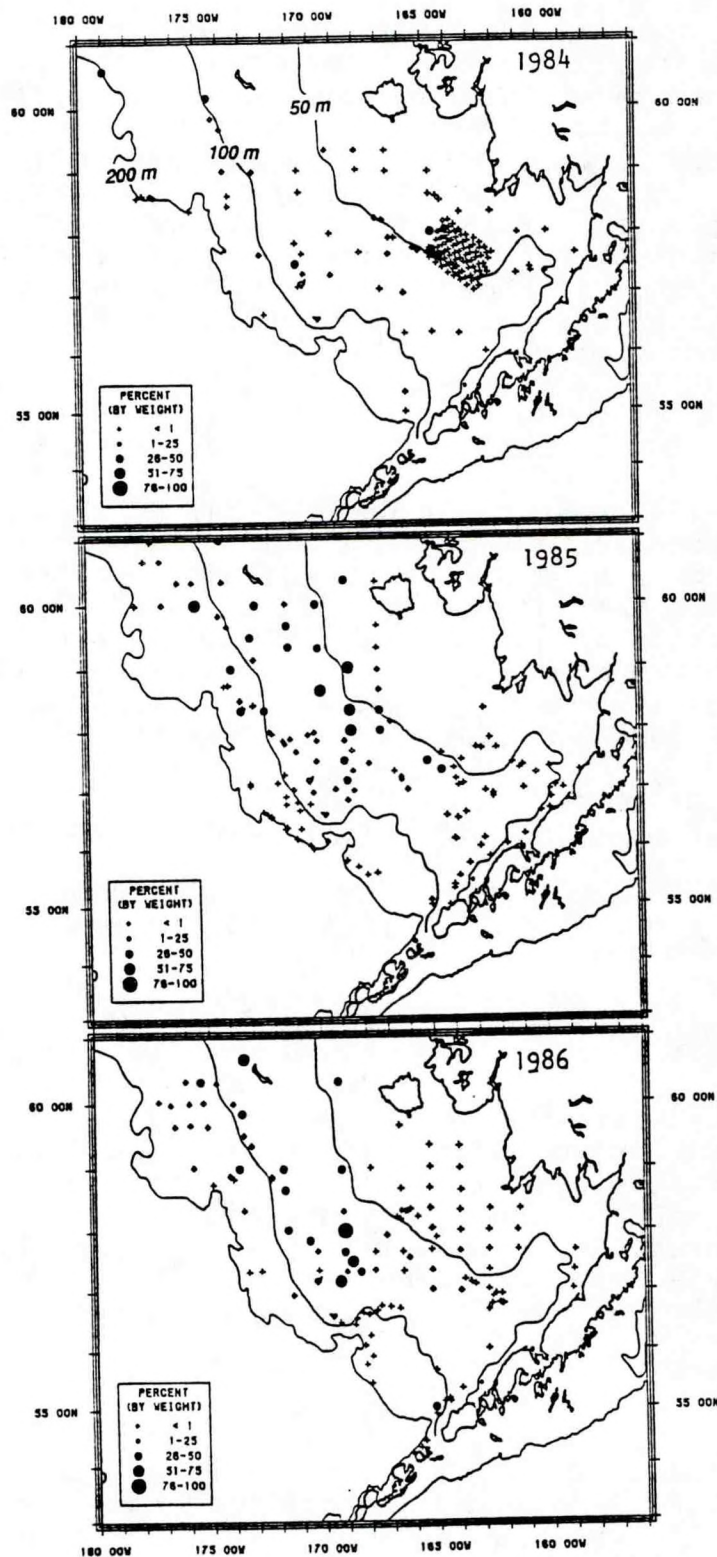 180 00W 175 00W 170 00W 165 00W 160 00W
1984
60 00N 60 00N
50 m
100 m
200 m
PERCENT
(BY WEIGHT)
< 1
1-25
26-50
51-75
76-100
55 00N 55 00N
1985
60 00N 60 00N
PERCENT
(BY WEIGHT)
< 1
1-25
26-50
51-75
76-100
55 00N 55 00N
1986
60 00N 60 00N
PERCENT
(BY WEIGHT)
< 1
1-25
26-50
51-75
76-100
55 00N 55 00N
180 00W 175 00W 170 00W 165 00W 160 00W